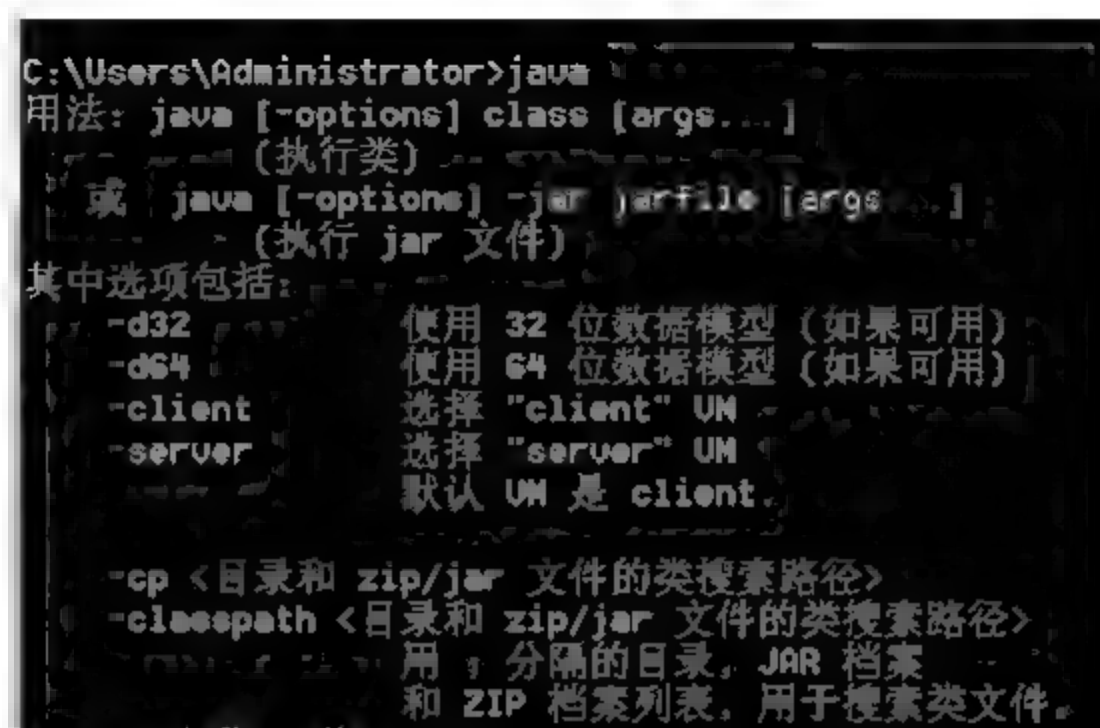 C:\Users\Administrator>java
用法: java [-options] class [args...]
(执行类)
或 java [-options] -jar jarfile [args...]
(执行 jar 文件)
其中选项包括:
-d32 使用 32 位数据模型 (如果可用)
-d64 使用 64 位数据模型 (如果可用)
-client 选择 "client" VM
-server 选择 "server" VM
默认 VM 是 client.
-cp <目录和 zip/jar 文件的类搜索路径>
-classpath <目录和 zip/jar 文件的类搜索路径>
用 ; 分隔的目录, JAR 档案
和 ZIP 档案列表, 用于搜索类文件。